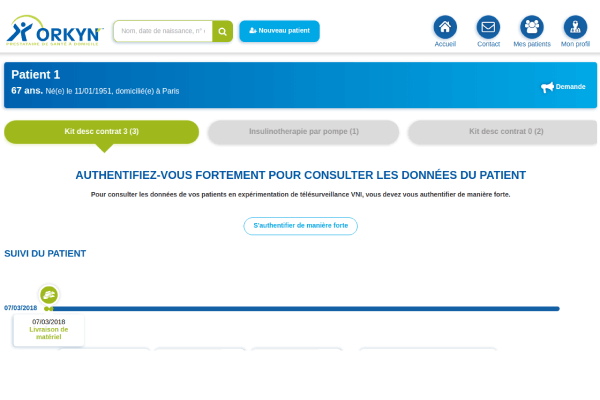 ORKYN'
PRESTATAIRE DE SANTÉ À DOMICILE
Nom, date de naissance, n° 
Nouveau patient
Accueil
Contact
Mes patients
Mon profil
Patient 1
67 ans. Né(e) le 11/01/1951, domicilié(e) à Paris
Demande
Kit desc contrat 3 (3)
Insulinotherapie par pompe (1)
Kit desc contrat 0 (2)
AUTHENTIFIEZ-VOUS FORTEMENT POUR CONSULTER LES DONNÉES DU PATIENT
Pour consulter les données de vos patients en expérimentation de télésurveillance VNI, vous devez vous authentifier de manière forte.
S'authentifier de manière forte
SUIVI DU PATIENT
07/03/2018
07/03/2018
Livraison de
matériel